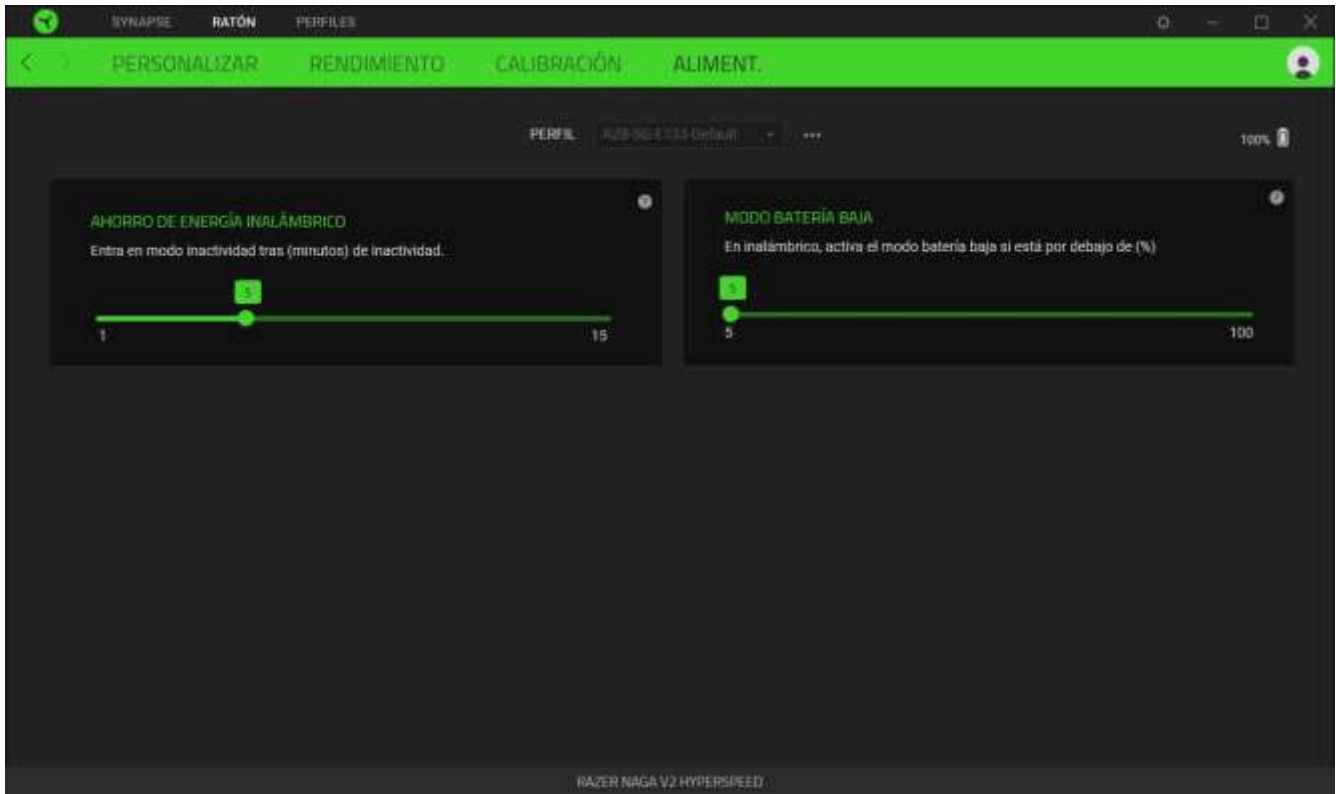 SYNAPSE RATÓN PERFILES
PERSONALIZAR RENDIMIENTO CALIBRACIÓN ALIMENT.
PERFIL
100%
AHORRO DE ENERGÍA INALÁMBRICO
Entra en modo inactividad tras (minutos) de inactividad.
5
1 15
MODO BATERÍA BAJA
En inalámbrico, activa el modo batería baja si está por debajo de (%)
5
5 100
RAZER NAGA V2 HYPERSPEED